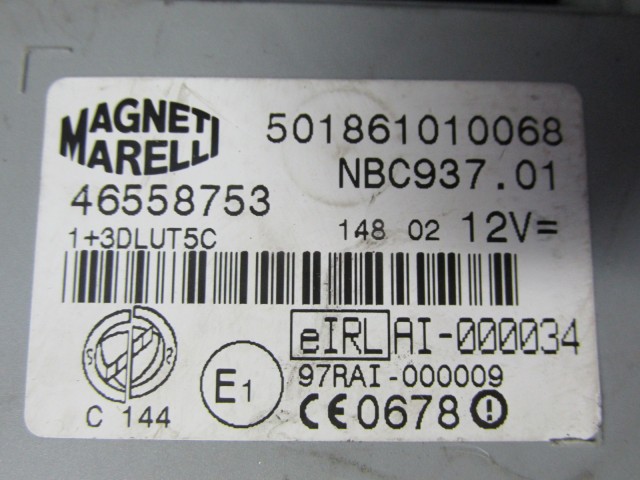 MAGNETI MARELLI
501861010068
NBC937.01
46558753
1+3DLUT5C 148 02 12V=
eIRL AI-000034
97RAI-000009
E1
CE0678
C 144